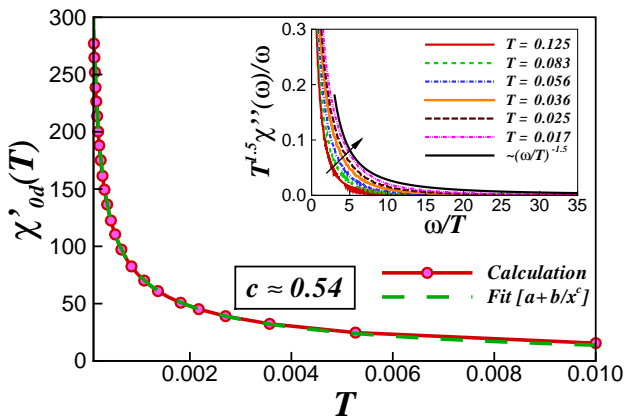 300
250
200
150
100
50
0
χ'₀d(T)
0.002
0.004
0.006
0.008
0.010
T
c ≈ 0.54
Calculation
Fit [a+b/xᶜ]
0.3
0.2
0.1
0.0
T¹·⁵χ''(ω)/ω
0
5
10
15
20
25
30
35
ω/T
T = 0.125
T = 0.083
T = 0.056
T = 0.036
T = 0.025
T = 0.017
~(ω/T)⁻¹·⁵